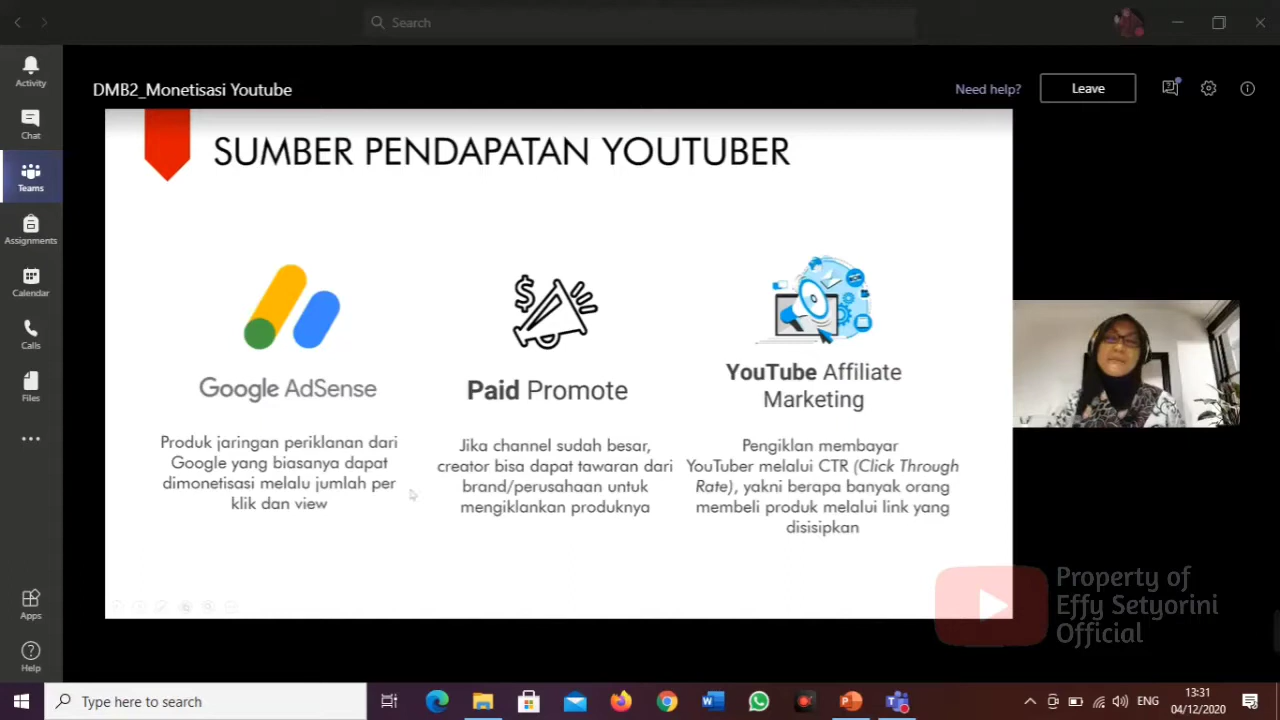 Search
Activity
Chat
Teams
Assignments
Calendar
Calls
Files
Apps
Help
DMB2_Monetisasi Youtube
Need help?
Leave
SUMBER PENDAPATAN YOUTUBER
Google AdSense
Produk jaringan periklanan dari
Google yang biasanya dapat
dimonetisasi melalu jumlah per
klik dan view
Paid Promote
Jika channel sudah besar,
creator bisa dapat tawaran dari
brand/perusahaan untuk
mengiklankan produknya
YouTube Affiliate
Marketing
Pengiklan membayar
YouTuber melalui CTR (Click Through
Rate), yakni berapa banyak orang
membeli produk melalui link yang
disisipkan
Property of
Effy Setyorini
Official
Type here to search
ENG
13:31
04/12/2020